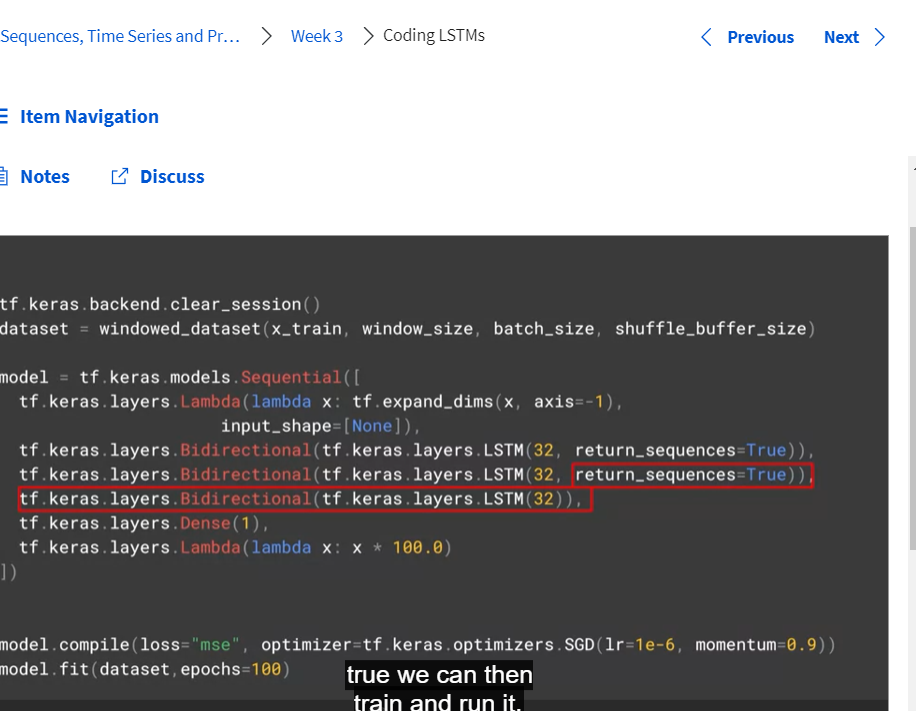 Sequences, Time Series and Pr... > Week 3 > Coding LSTMs < Previous Next >
Item Navigation
Notes Discuss
tf.keras.backend.clear_session()
dataset = windowed_dataset(x_train, window_size, batch_size, shuffle_buffer_size)
model = tf.keras.models.Sequential([
tf.keras.layers.Lambda(lambda x: tf.expand_dims(x, axis=-1),
input_shape=[None]),
tf.keras.layers.Bidirectional(tf.keras.layers.LSTM(32, return_sequences=True)),
tf.keras.layers.Bidirectional(tf.keras.layers.LSTM(32, return_sequences=True)),
tf.keras.layers.Bidirectional(tf.keras.layers.LSTM(32)),
tf.keras.layers.Dense(1),
tf.keras.layers.Lambda(lambda x: x * 100.0)
])
model.compile(loss="mse", optimizer=tf.keras.optimizers.SGD(lr=1e-6, momentum=0.9))
model.fit(dataset,epochs=100)
true we can then
train and run it.